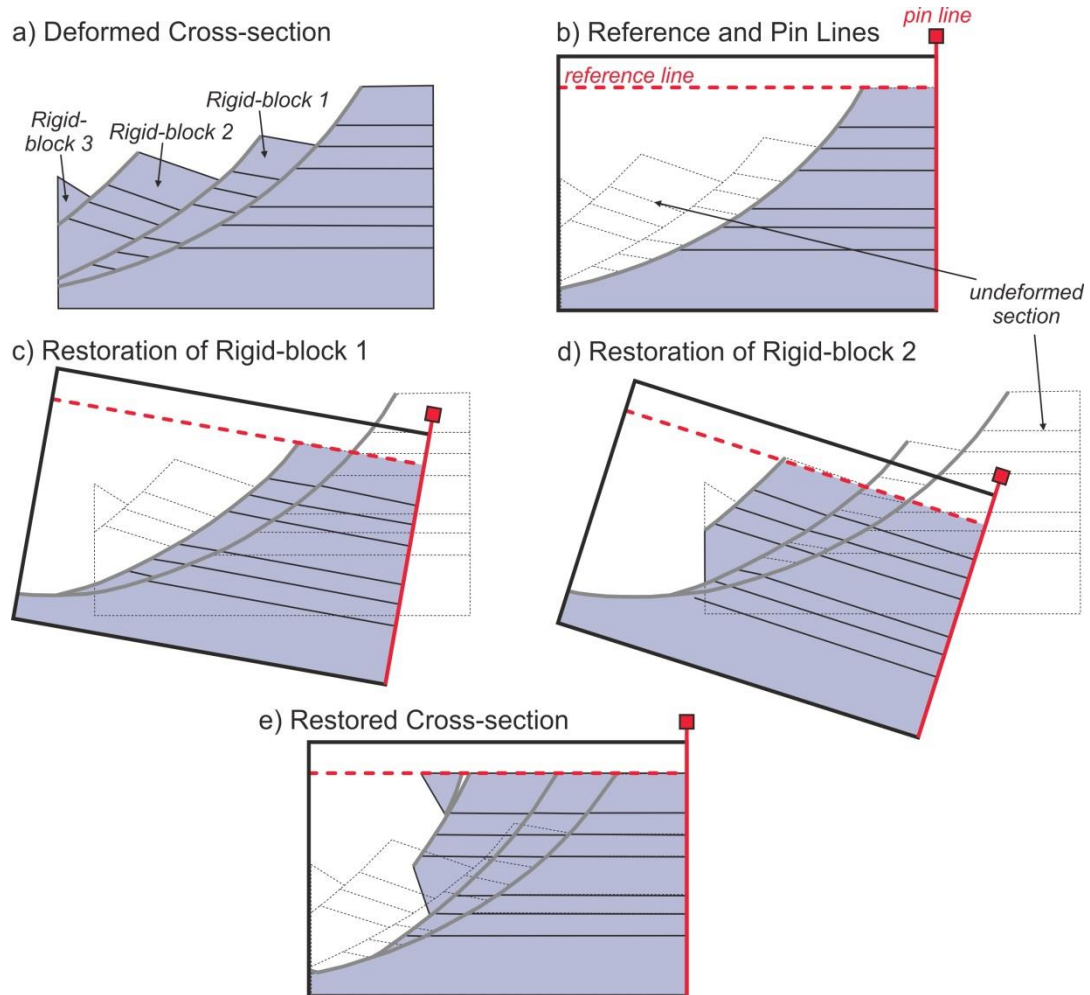 a) Deformed Cross-section
Rigid-block 1
Rigid-block 2
Rigid-
block 3
b) Reference and Pin Lines
pin line
reference line
undeformed
section
c) Restoration of Rigid-block 1
d) Restoration of Rigid-block 2
e) Restored Cross-section